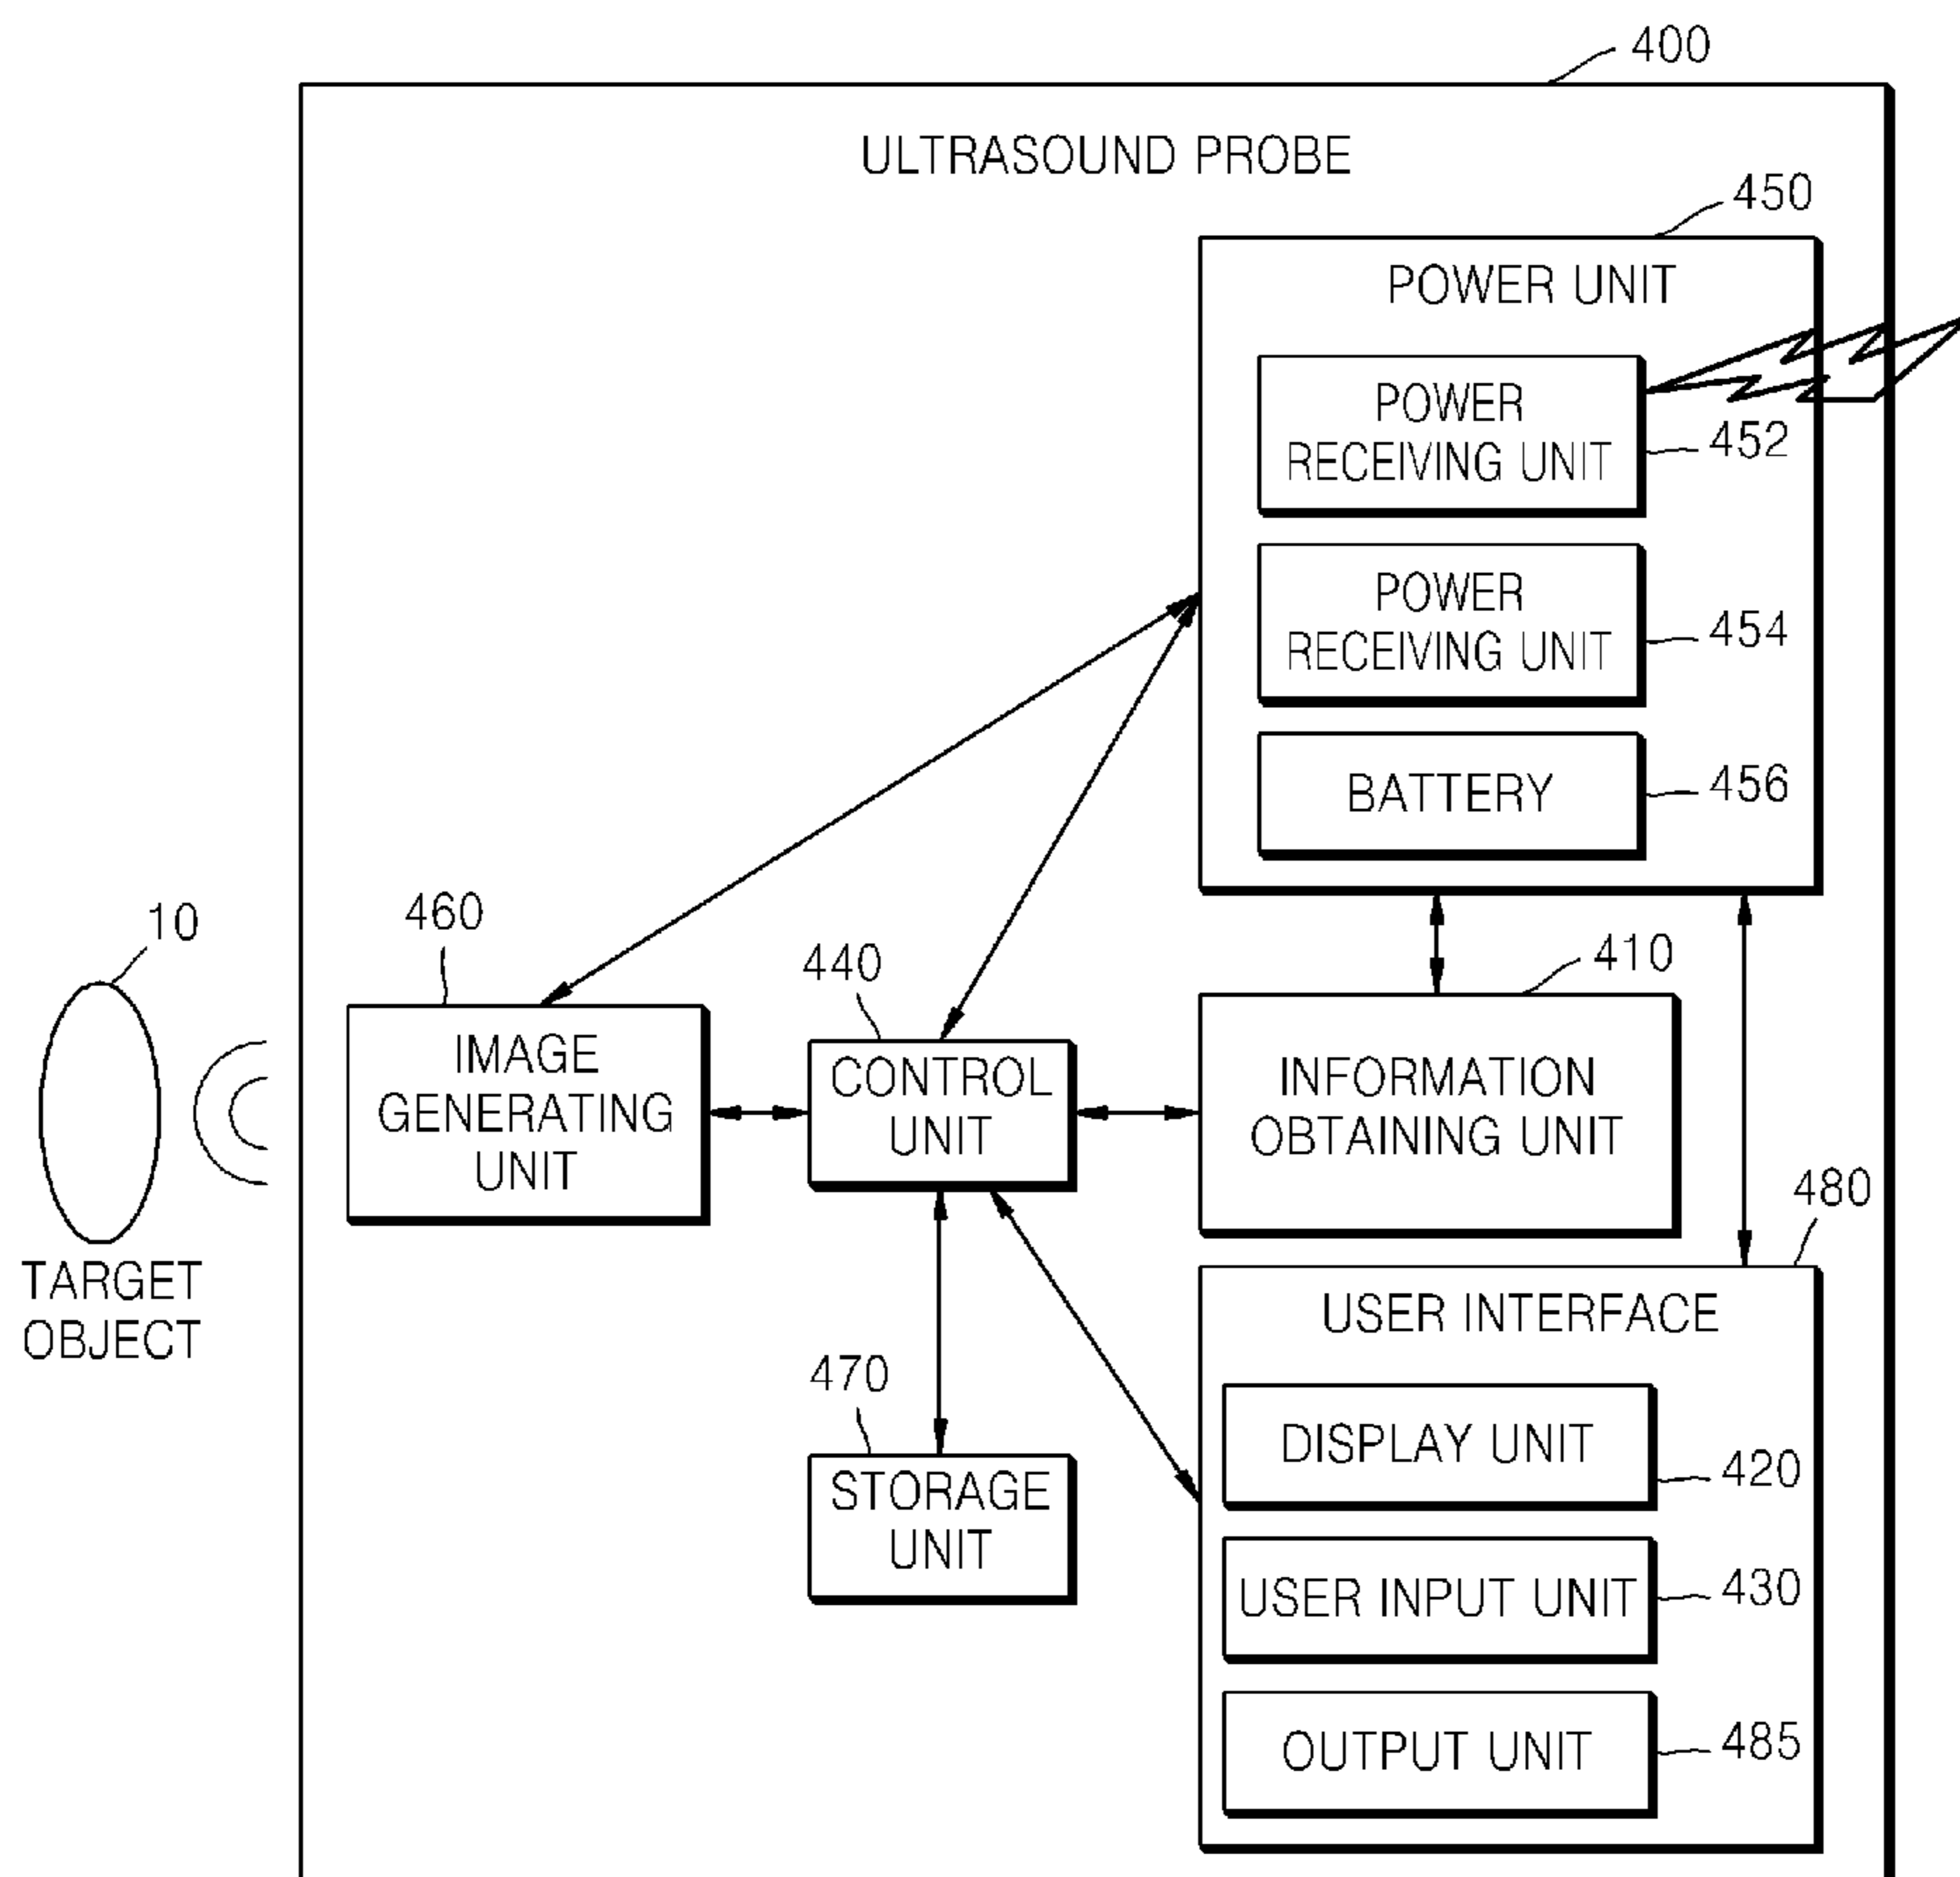 400
ULTRASOUND PROBE
450
POWER UNIT
POWER
RECEIVING UNIT
452
POWER
RECEIVING UNIT
454
BATTERY
456
10
TARGET
OBJECT
460
IMAGE
GENERATING
UNIT
440
CONTROL
UNIT
410
INFORMATION
OBTAINING UNIT
470
STORAGE
UNIT
480
USER INTERFACE
DISPLAY UNIT
420
USER INPUT UNIT
430
OUTPUT UNIT
485